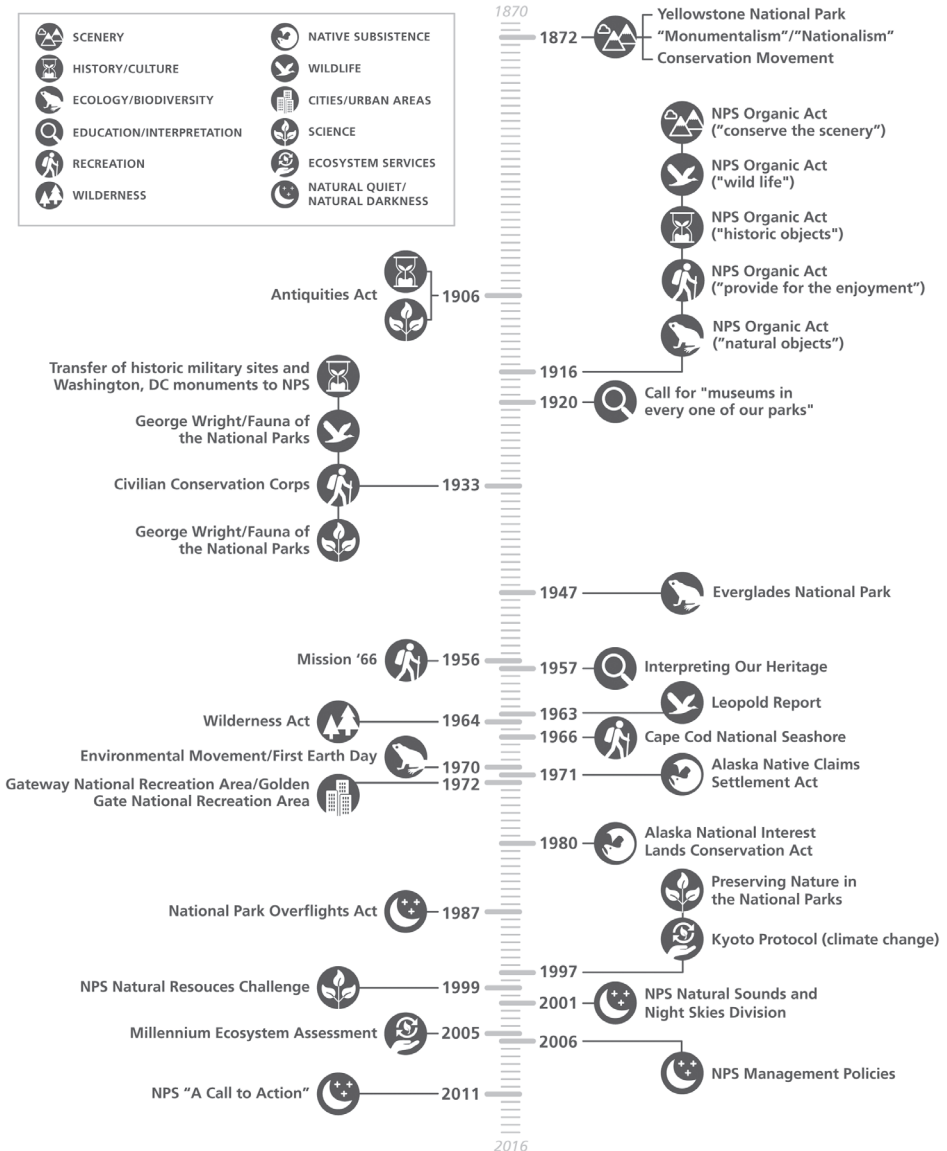 SCENERY
HISTORY/CULTURE
ECOLOGY/BIODIVERSITY
EDUCATION/INTERPRETATION
RECREATION
WILDERNESS
NATIVE SUBSISTENCE
WILDLIFE
CITIES/URBAN AREAS
SCIENCE
ECOSYSTEM SERVICES
NATURAL QUIET/
NATURAL DARKNESS
1870
1872
Yellowstone National Park
“Monumentalism”/“Nationalism”
Conservation Movement
NPS Organic Act
(“conserve the scenery”)
NPS Organic Act
("wild life")
NPS Organic Act
("historic objects")
NPS Organic Act
(“provide for the enjoyment”)
NPS Organic Act
(“natural objects”)
Antiquities Act
1906
1916
Transfer of historic military sites and
Washington, DC monuments to NPS
1920
Call for "museums in
every one of our parks"
George Wright/Fauna of
the National Parks
Civilian Conservation Corps
1933
George Wright/Fauna of
the National Parks
1947
Everglades National Park
Mission ‘66
1956
1957
Interpreting Our Heritage
1963
Leopold Report
Wilderness Act
1964
1966
Cape Cod National Seashore
Environmental Movement/First Earth Day
1970
1971
Alaska Native Claims
Settlement Act
Gateway National Recreation Area/Golden
Gate National Recreation Area
1972
1980
Alaska National Interest
Lands Conservation Act
Preserving Nature in
the National Parks
National Park Overflights Act
1987
Kyoto Protocol (climate change)
1997
NPS Natural Resouces Challenge
1999
2001
NPS Natural Sounds and
Night Skies Division
Millennium Ecosystem Assessment
2005
2006
NPS Management Policies
NPS “A Call to Action”
2011
2016